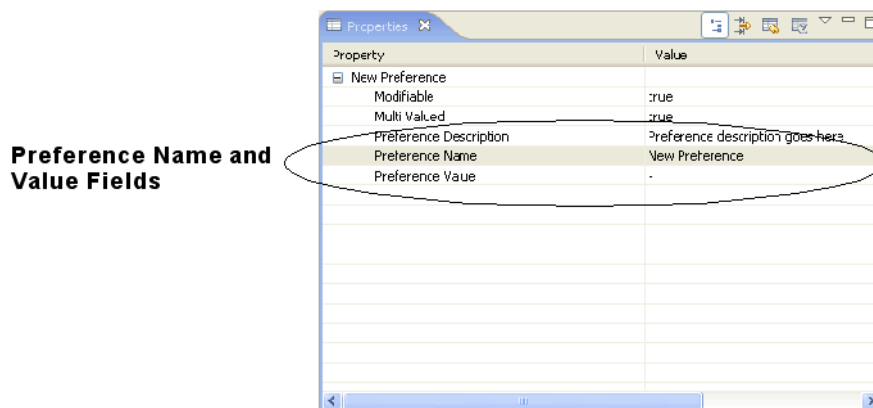 Properties
Property Value
New Preference
Modifiable true
Multi Valued true
Preference Description Preference description goes here
Preference Name and
Value Fields
Preference Name New Preference
Preference Value -